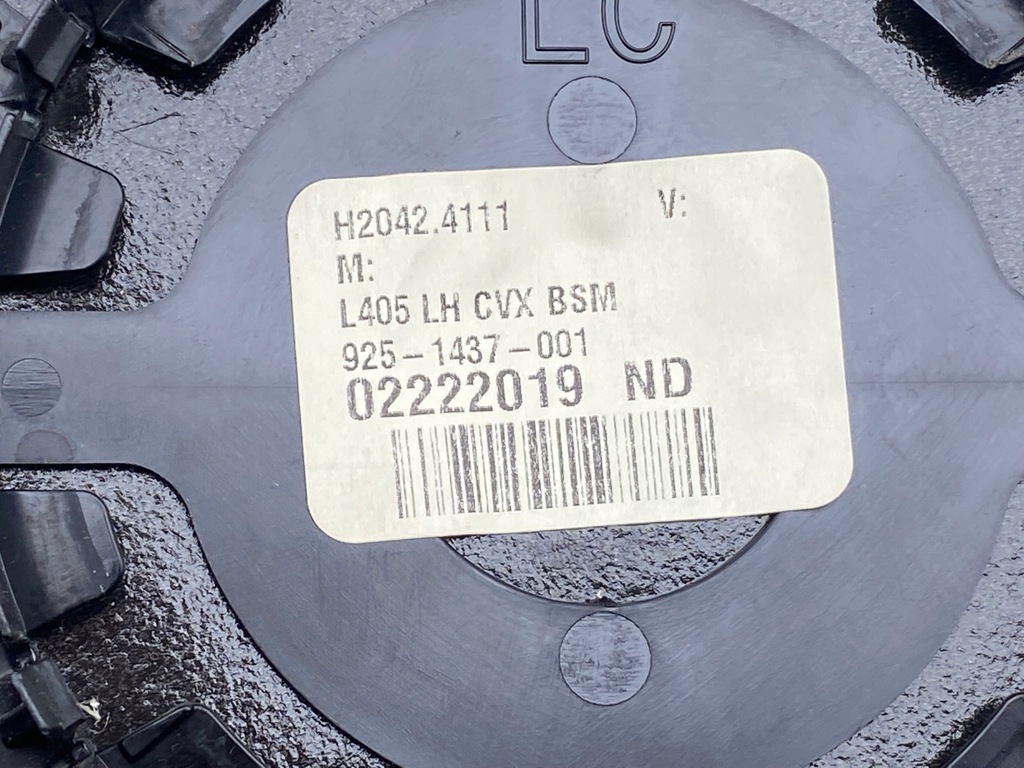 LC
H2042.4111 V:
M:
L405 LH CVX BSM
925-1437-001
02222019 ND